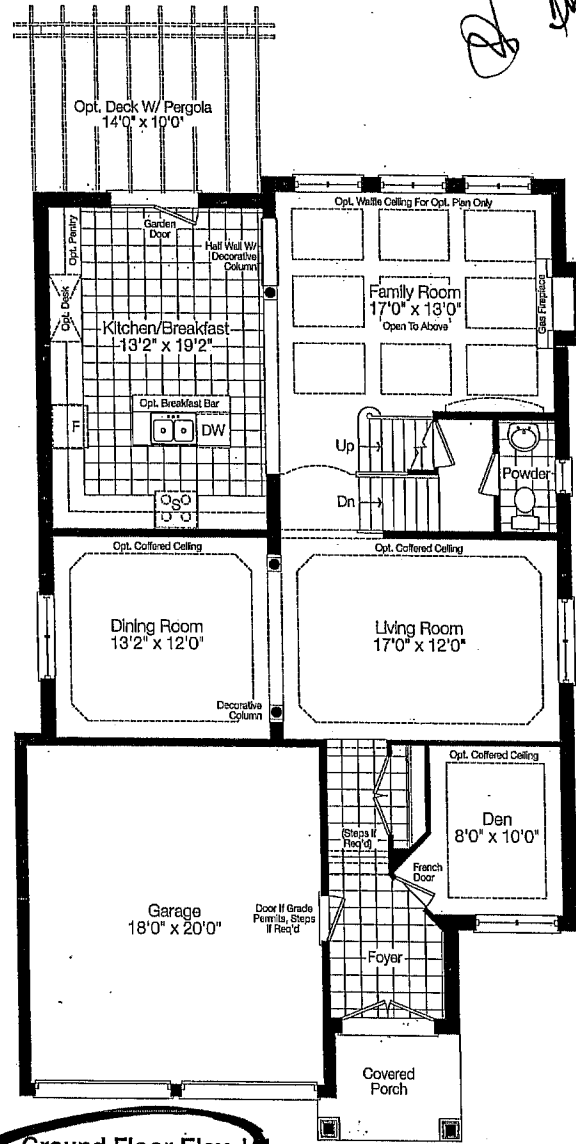 Opt. Deck W/ Pergola
14'0" x 10'0"
Garden
Door
Opt. Pantry
Half Wall W/
Decorative
Column
Opt. Waffle Ceiling For Opt. Plan Only
Opt. Desk
Family Room
17'0" x 13'0"
Open To Above
Gas Fireplace
Kitchen/Breakfast
13'2" x 19'2"
Opt. Breakfast Bar
F
DW
S
Up
Dn
Powder
Opt. Coffered Ceiling
Opt. Coffered Ceiling
Dining Room
13'2" x 12'0"
Living Room
17'0" x 12'0"
Decorative
Column
Opt. Coffered Ceiling
Den
8'0" x 10'0"
(Steps If
Req'd)
French
Door
Garage
18'0" x 20'0"
Door If Grade
Permits, Steps
If Req'd
Foyer
Covered
Porch
Ground Floor Elev.